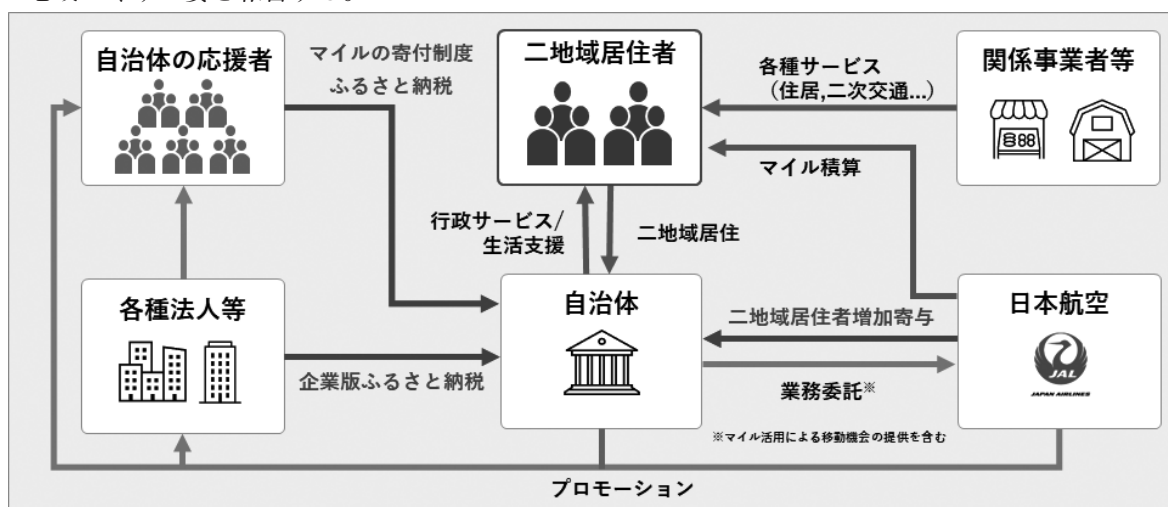 自治体の応援者
マイルの寄付制度
ふるさと納税
二地域居住者
各種サービス
（住居,二次交通...）
関係事業者等
マイル積算
行政サービス/
生活支援
二地域居住
各種法人等
企業版ふるさと納税
自治体
二地域居住者増加寄与
業務委託※
※マイル活用による移動機会の提供を含む
日本航空
JAL
JAPAN AIRLINES
プロモーション